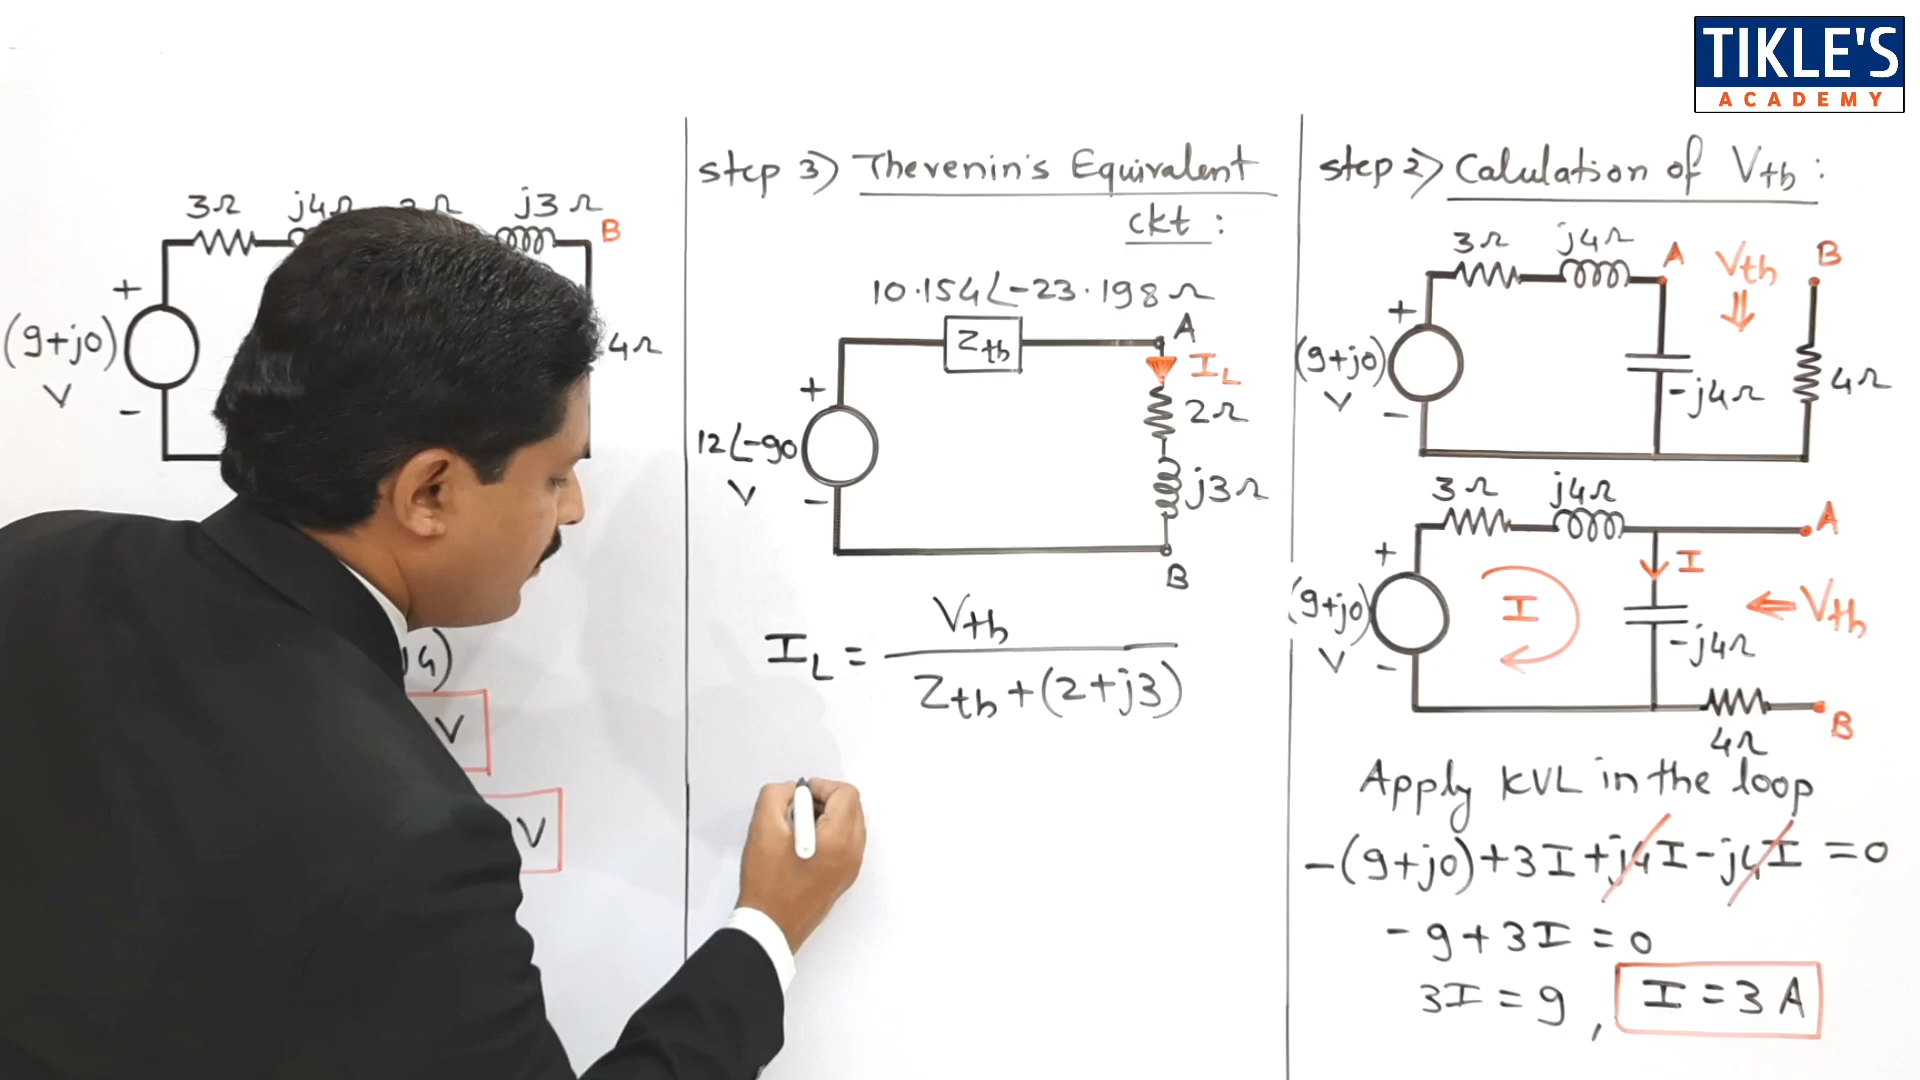 TIKLE'S
ACADEMY
3Ω j4Ω Ω j3Ω
B
+
(9+j0)
V
-
4Ω
4)
V
V
step 3) Thevenin's Equivalent
ckt :
10.154∠-23.198Ω
Zth
A
IL
+
12∠-90
V
-
2Ω
j3Ω
B
IL = Vth
Zth+(2+j3)
step 2) Calulation of Vth :
3Ω j4Ω A Vth B
+
(9+j0)
V
-
-j4Ω
4Ω
3Ω j4Ω
A
+
I
(9+j0)
V
-
I
Vth
-j4Ω
4Ω
B
Apply KVL in the loop
-(9+j0)+3I+j4I-j4I=0
-9+3I=0
3I=9, I=3A